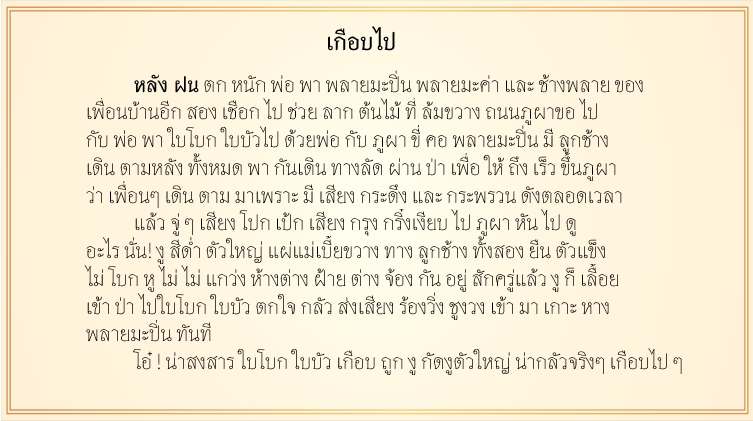 เกือบไป
หลัง ฝน ตก หนัก พ่อ พา พลายมะปิ่น พลายมะค่า และ ช้างพลาย ของ
เพื่อนบ้านอีก สอง เชือก ไป ช่วย ลาก ต้นไม้ ที่ ล้มขวาง ถนนภูผาขอ ไป
กับ พ่อ พา ใบโบก ใบบัวไป ด้วยพ่อ กับ ภูผา ขี่ คอ พลายมะปิ่น มี ลูกช้าง
เดิน ตามหลัง ทั้งหมด พา กันเดิน ทางลัด ผ่าน ป่า เพื่อ ให้ ถึง เร็ว ขึ้นภูผา
ว่า เพื่อนๆ เดิน ตาม มาเพราะ มี เสียง กระดึง และ กระพรวน ดังตลอดเวลา
แล้ว จู่ ๆ เสียง โปก เป้ก เสียง กรุง กริ๋งเงียบ ไป ภูผา หัน ไป ดู
อะไร นั่น! งู สีดำ ตัวใหญ่ แผ่แม่เบี้ยขวาง ทาง ลูกช้าง ทั้งสอง ยืน ตัวแข็ง
ไม่ โบก หู ไม่ ไม่ แกว่ง ห้างต่าง ฝ้าย ต่าง จ้อง กัน อยู่ สักครู่แล้ว งู ก็ เลื้อย
เข้า ป่า ไปใบโบก ใบบัว ตกใจ กลัว ส่งเสียง ร้องวิ่ง ชูงวง เข้า มา เกาะ หาง
พลายมะปิ่น ทันที
โอ๋ ! น่าสงสาร ใบโบก ใบบัว เกือบ ถูก งู กัดงูตัวใหญ่ น่ากลัวจริงๆ เกือบไป ๆ